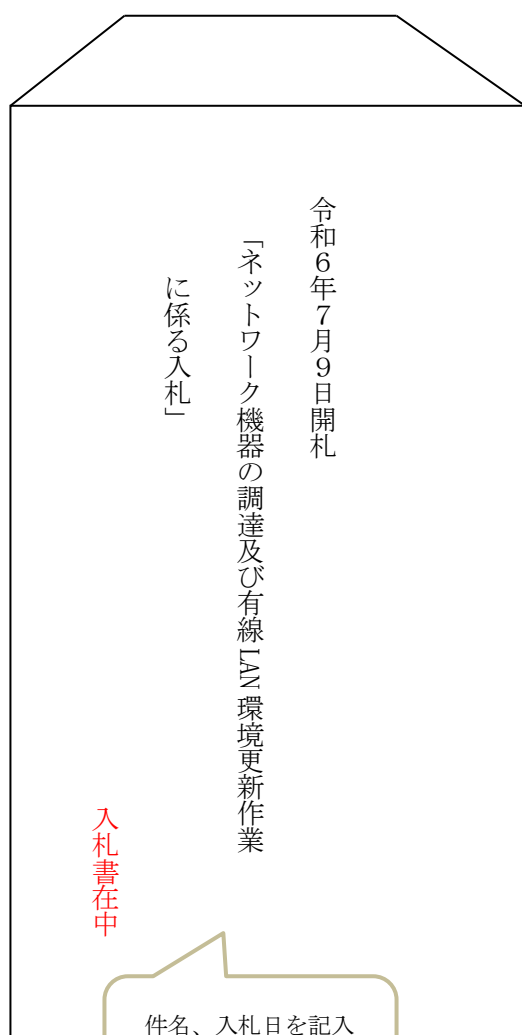 令和６年７月９日開札
「ネットワーク機器の調達及び有線LAN環境更新作業
に係る入札」
入札書在中
件名、入札日を記入